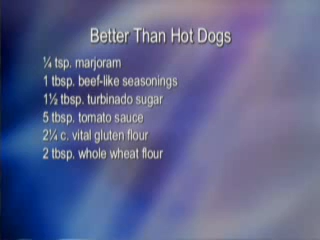 Better Than Hot Dogs
¼ tsp. marjoram
1 tbsp. beef-like seasonings
1½ tbsp. turbinado sugar
5 tbsp. tomato sauce
2¼ c. vital gluten flour
2 tbsp. whole wheat flour